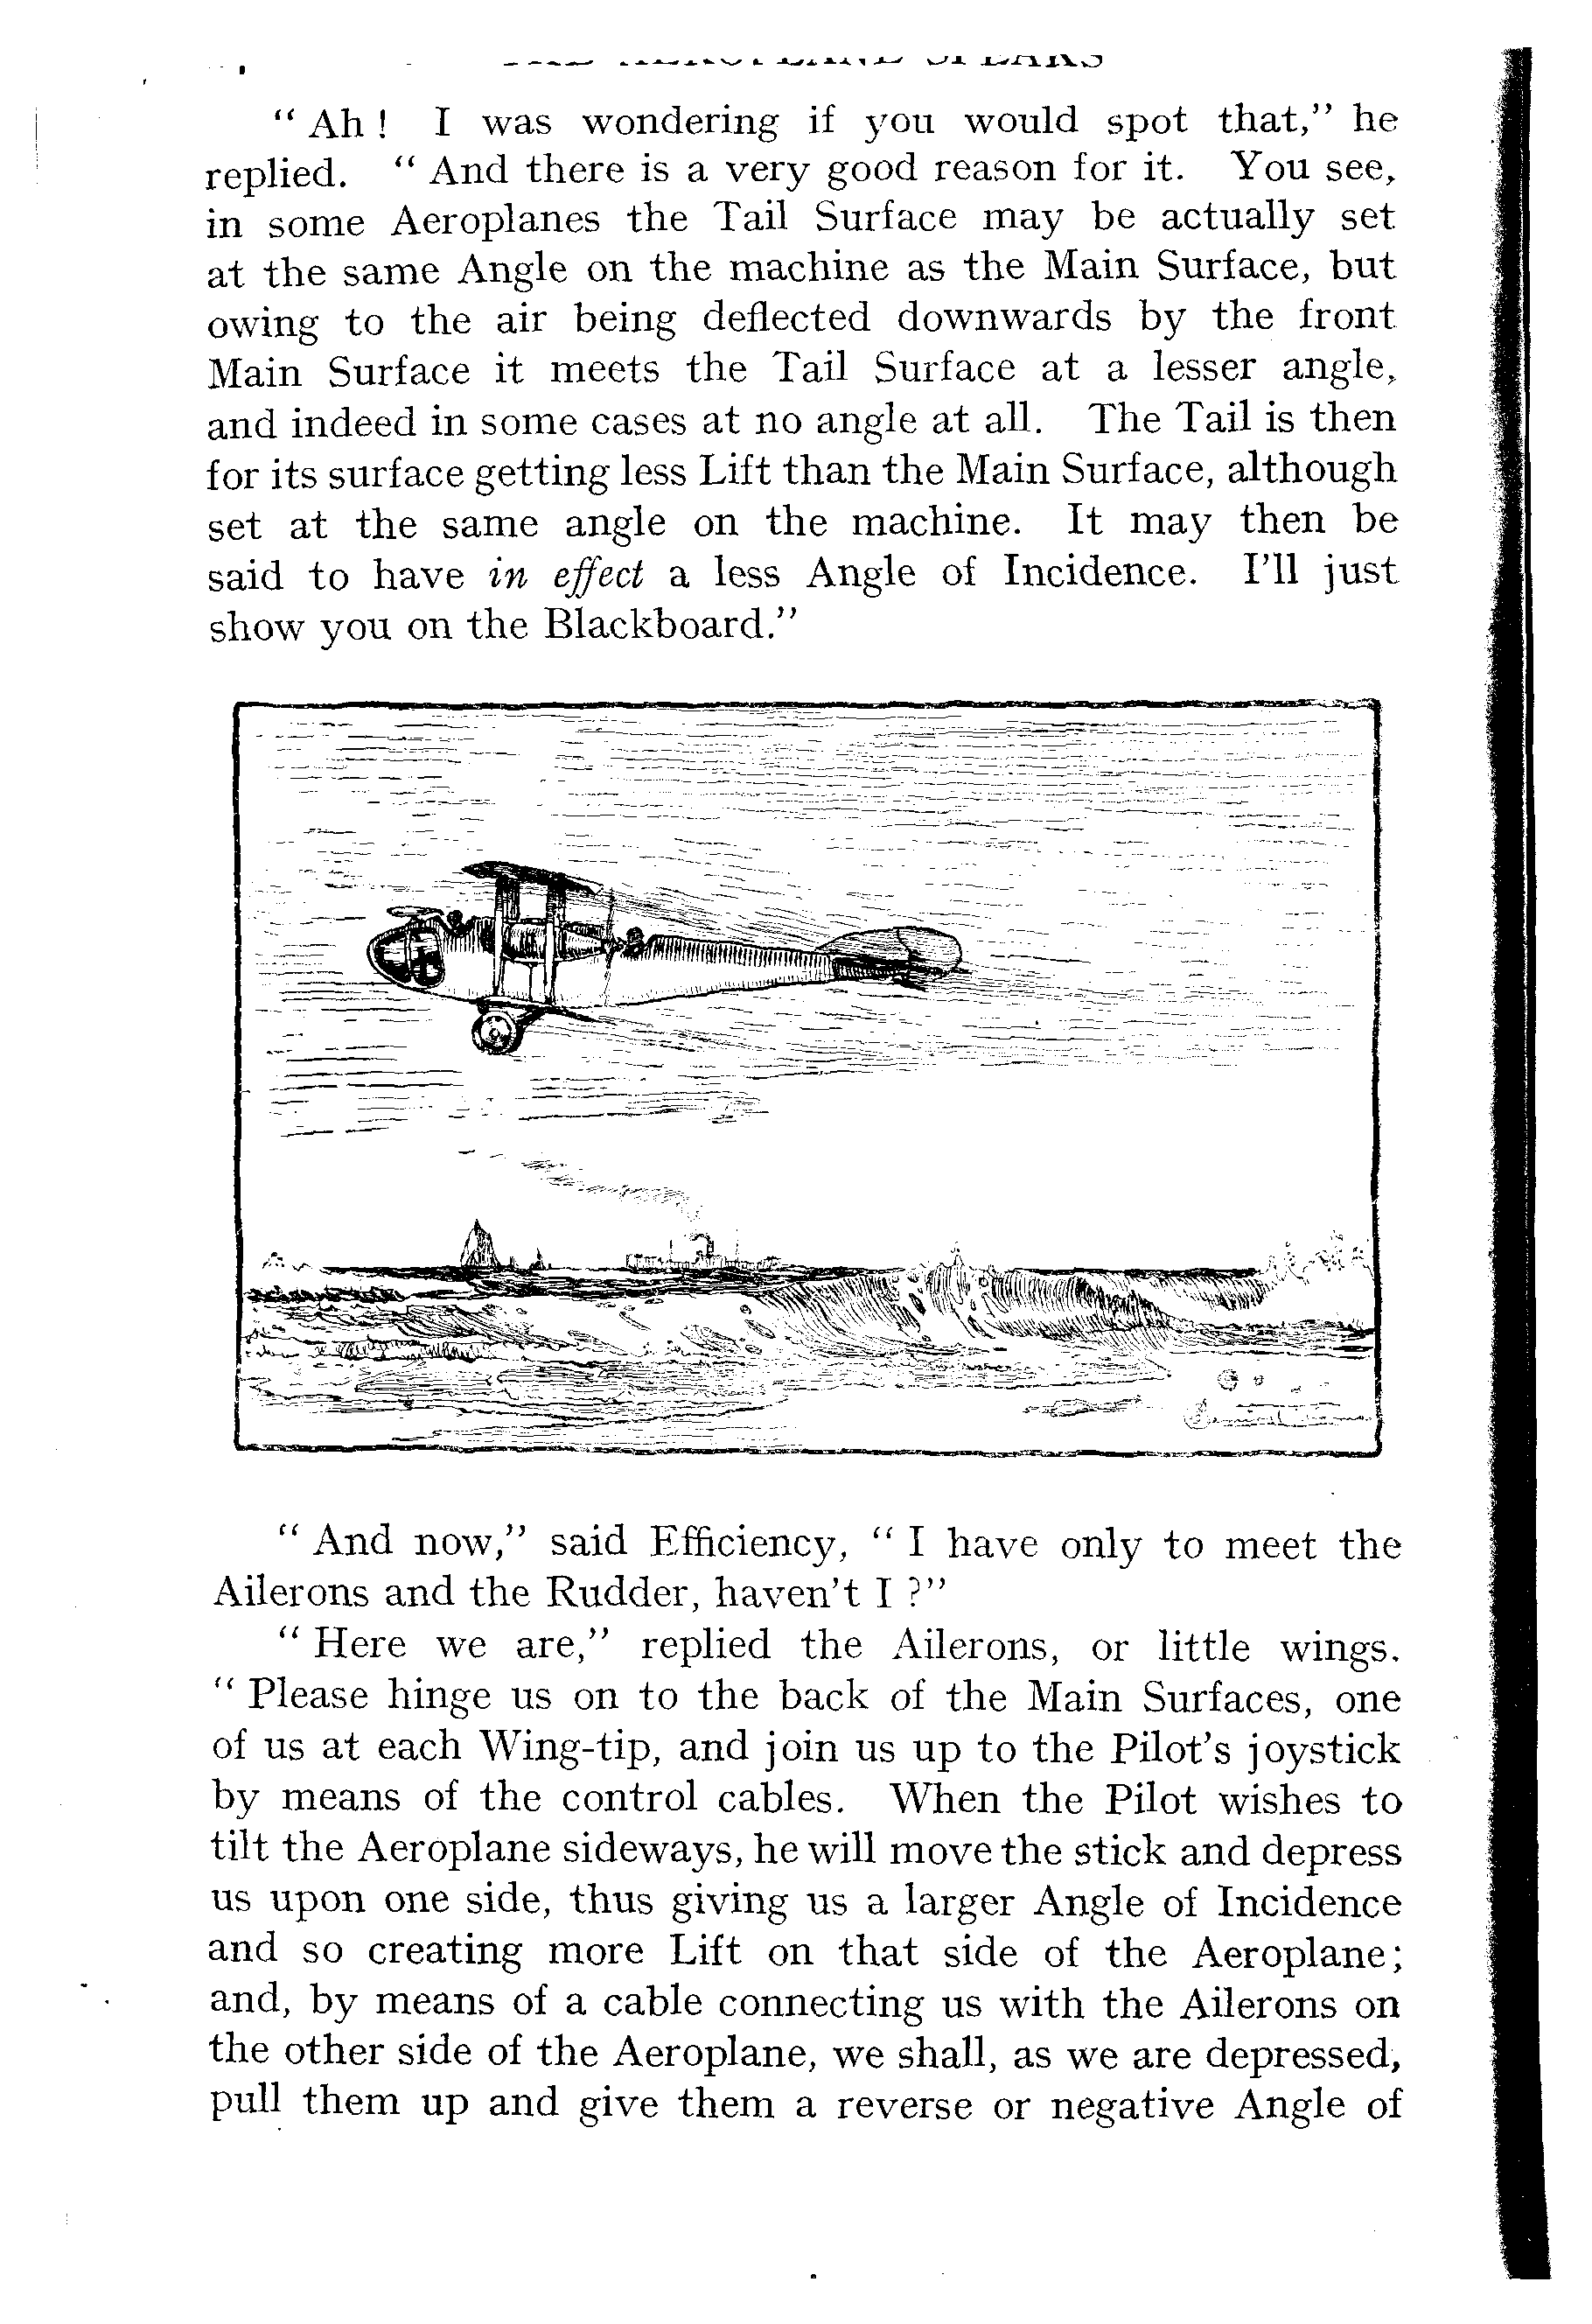 “ Ah ! I was wondering if you would spot that,” he
replied. “ And there is a very good reason for it. You see,
in some Aeroplanes the Tail Surface may be actually set
at the same Angle on the machine as the Main Surface, but
owing to the air being deflected downwards by the front
Main Surface it meets the Tail Surface at a lesser angle,
and indeed in some cases at no angle at all. The Tail is then
for its surface getting less Lift than the Main Surface, although
set at the same angle on the machine. It may then be
said to have in effect a less Angle of Incidence. I’ll just
show you on the Blackboard.”
“ And now,” said Efficiency, “ I have only to meet the
Ailerons and the Rudder, haven't I ?”
“ Here we are,” replied the Ailerons, or little wings.
“ Please hinge us on to the back of the Main Surfaces, one
of us at each Wing-tip, and join us up to the Pilot's joystick
by means of the control cables. When the Pilot wishes to
tilt the Aeroplane sideways, he will move the stick and depress
us upon one side, thus giving us a larger Angle of Incidence
and so creating more Lift on that side of the Aeroplane;
and, by means of a cable connecting us with the Ailerons on
the other side of the Aeroplane, we shall, as we are depressed,
pull them up and give them a reverse or negative Angle of